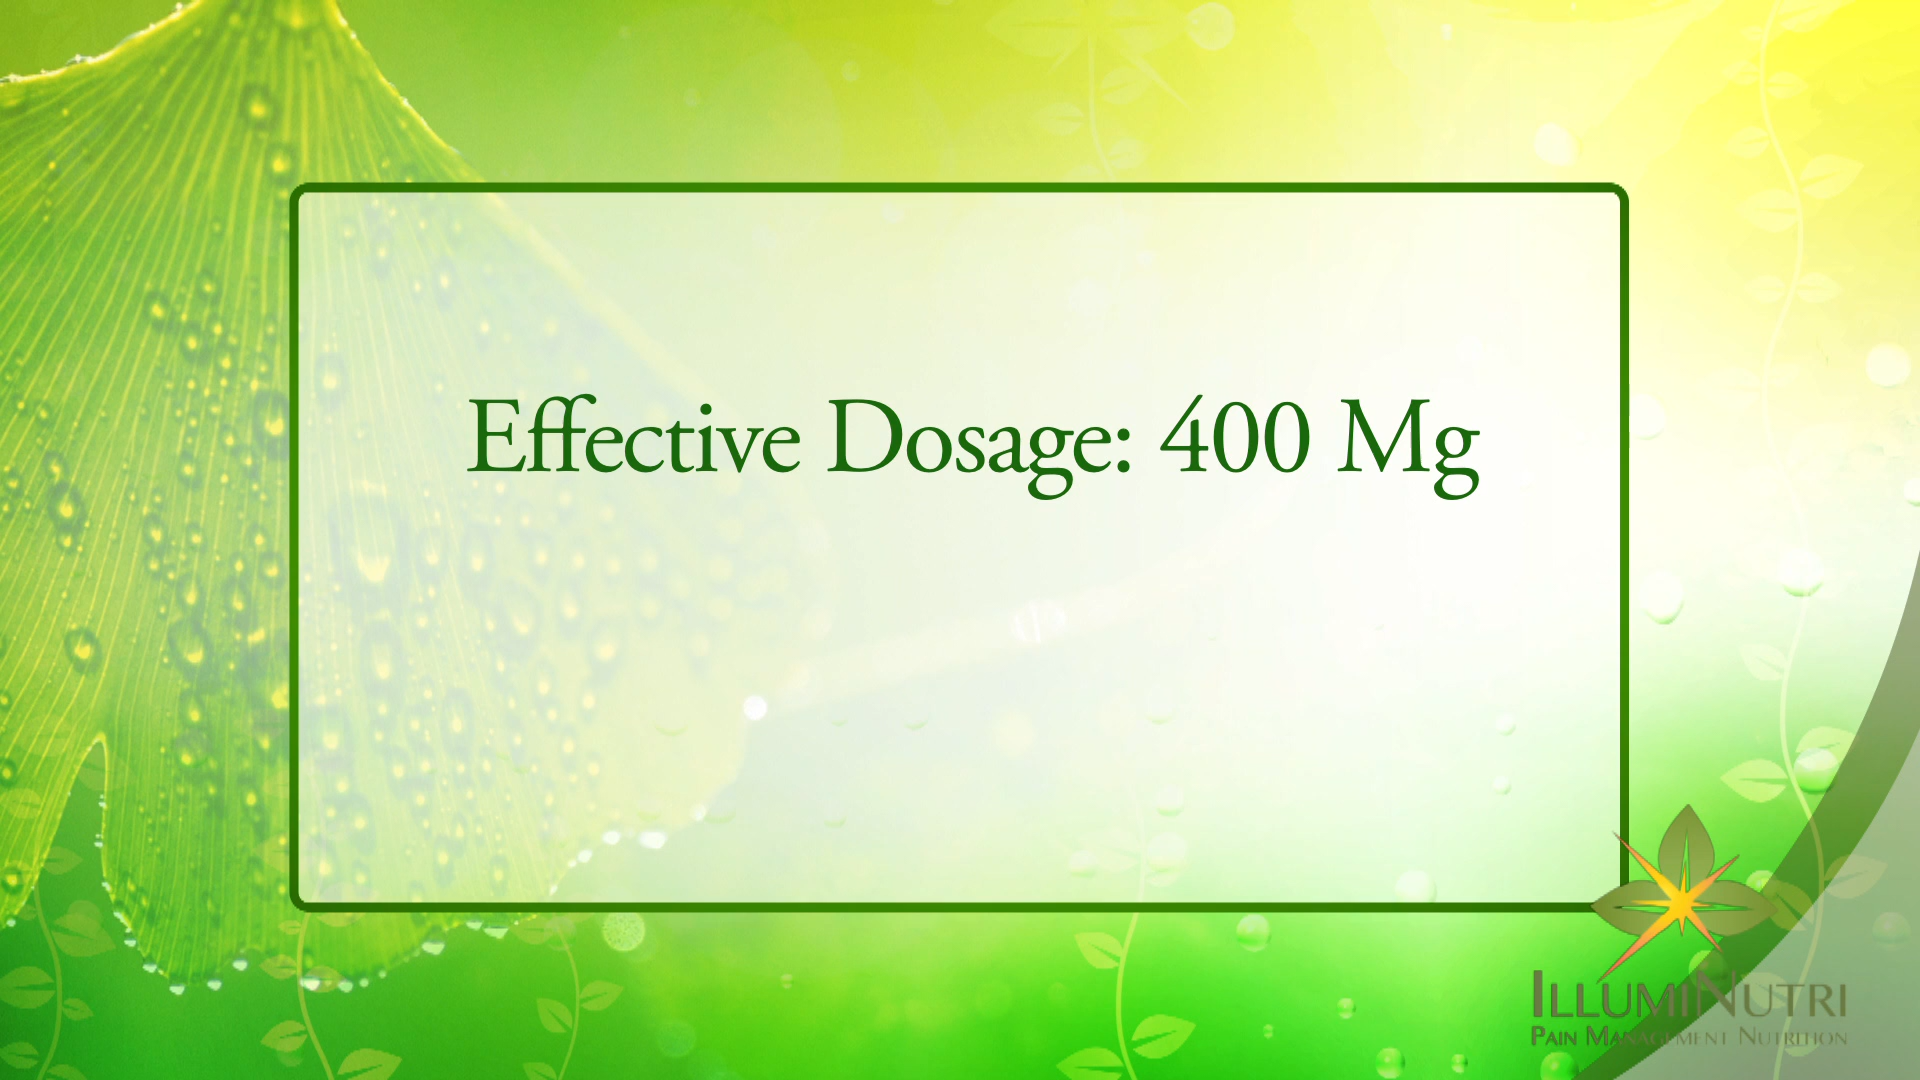 Effective Dosage: 400 Mg
IllumiNutri
Pain Management Nutrition